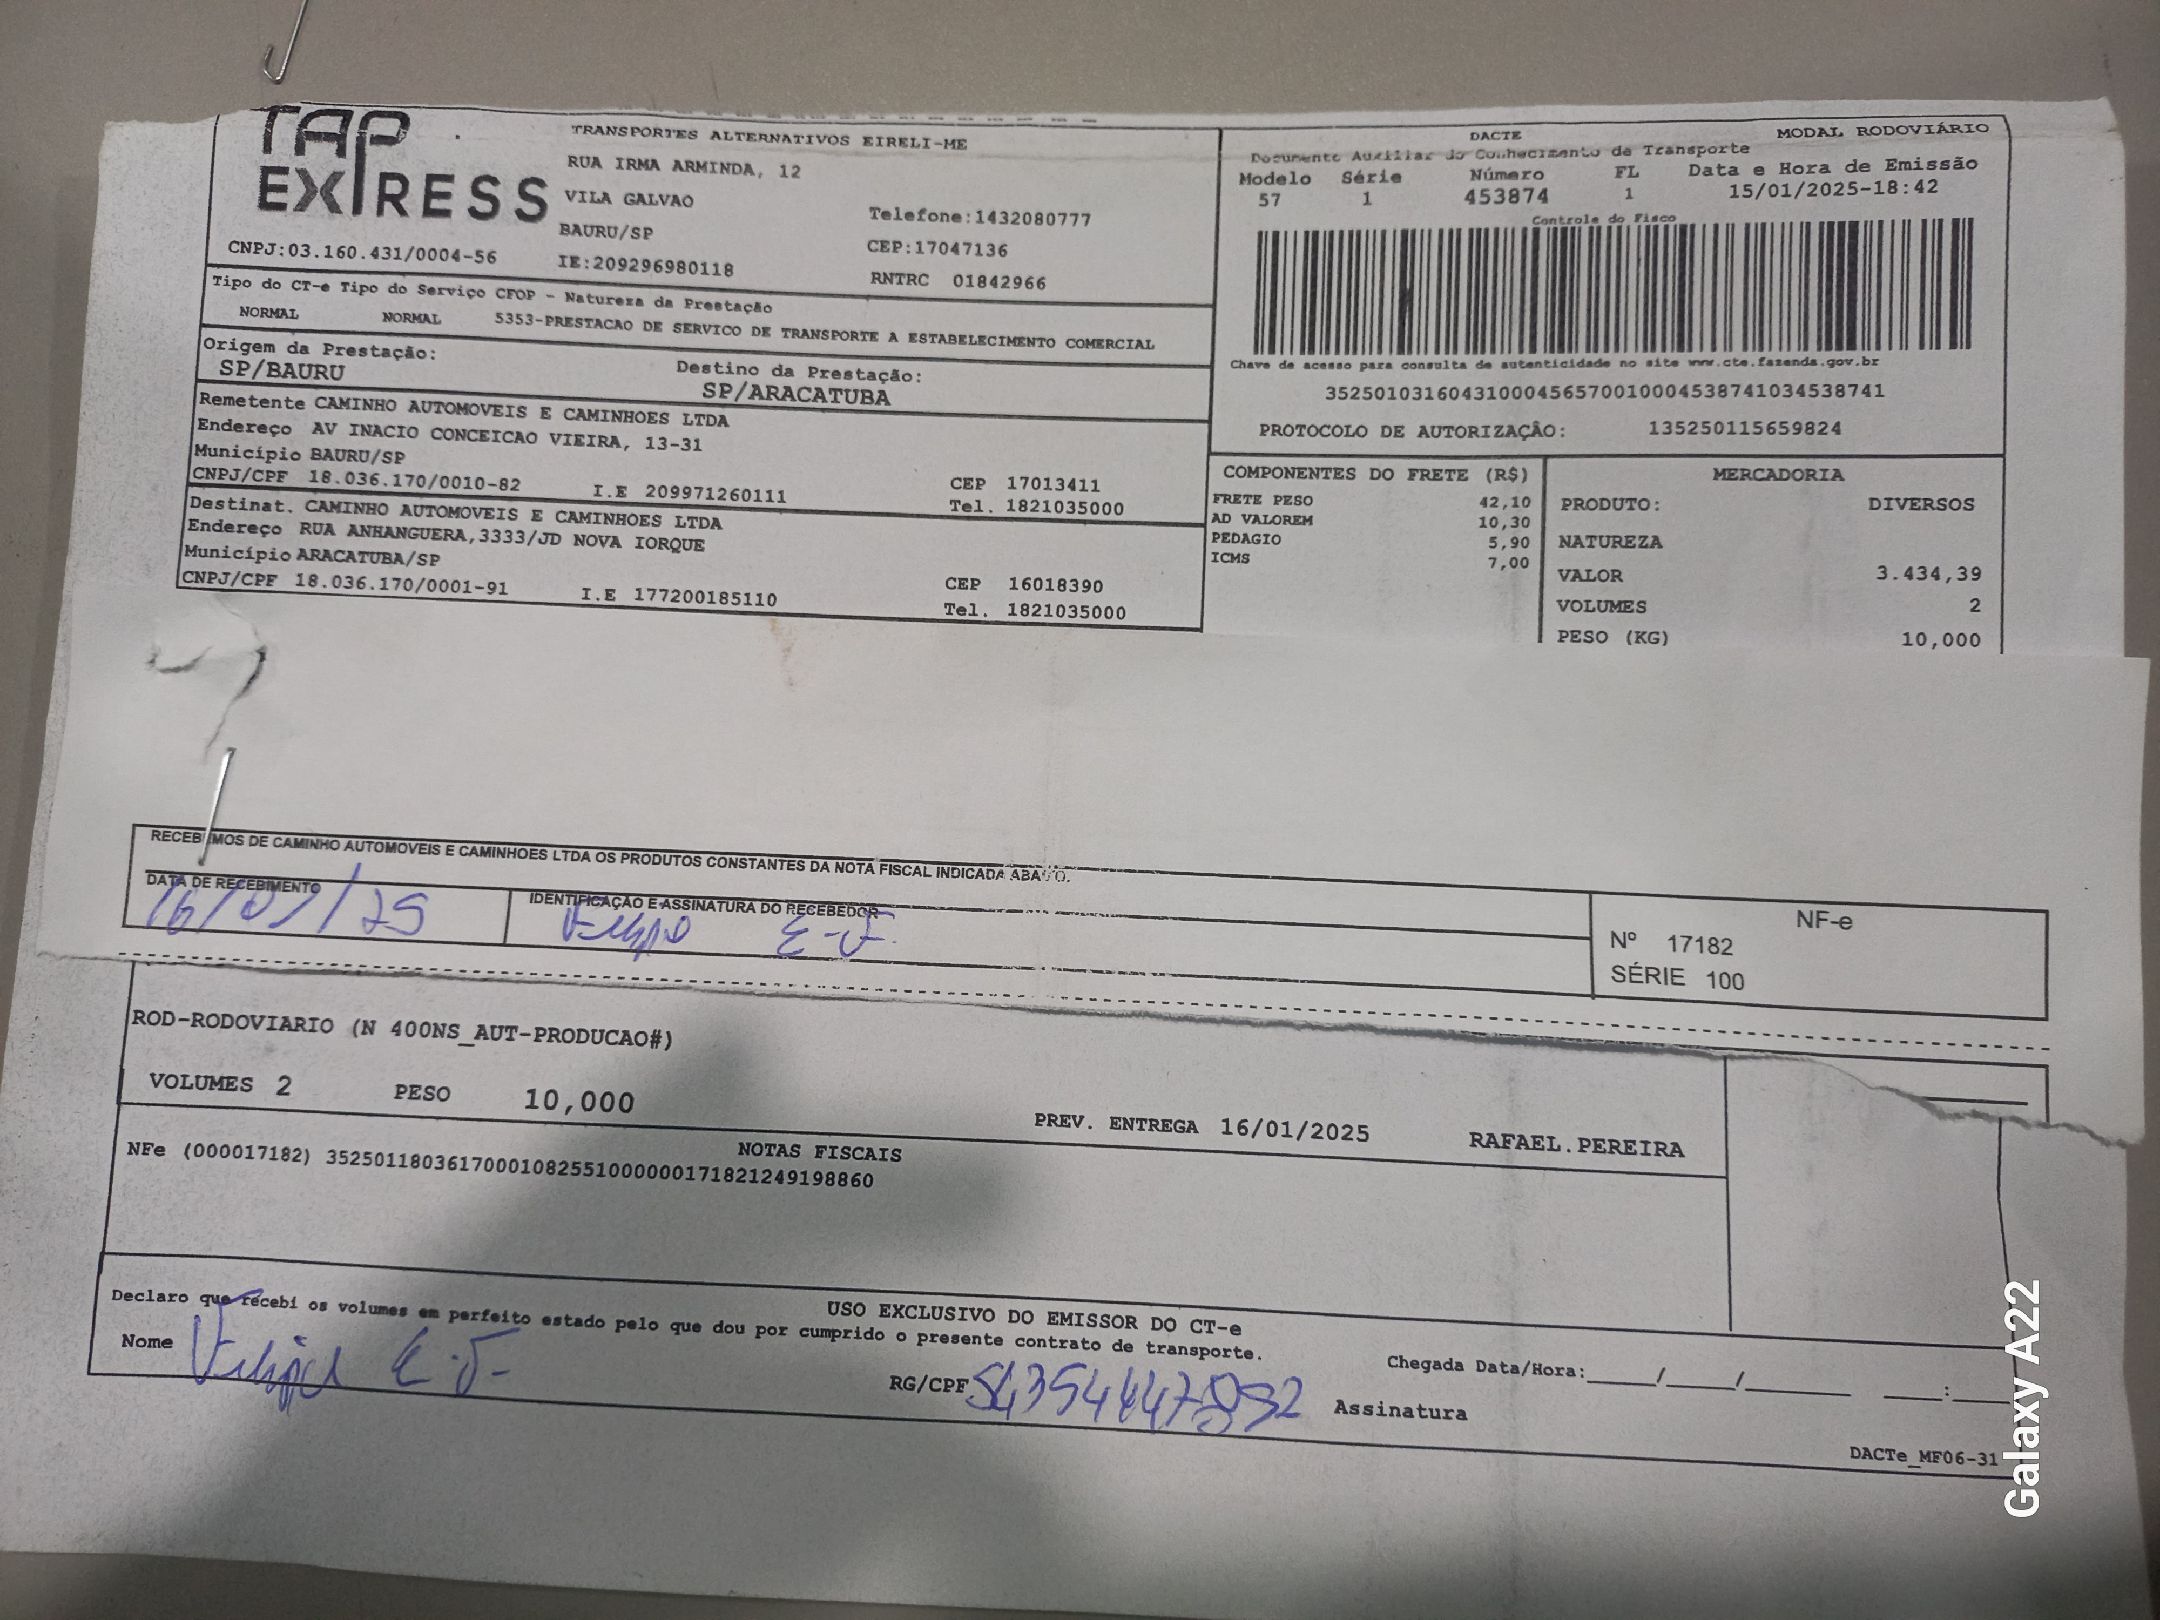 TAP EXPRESS
TRANSPORTES ALTERNATIVOS EIRELI-ME
RUA IRMA ARMINDA, 12
VILA GALVAO
BAURU/SP
Telefone:1432080777
CEP:17047136
CNPJ:03.160.431/0004-56
IE:209296980118
RNTRC 01842966
DACTE
MODAL RODOVIÁRIO
Documento Auxiliar do Conhecimento de Transporte
Modelo Série Número FL Data e Hora de Emissão
57 1 453874 1 15/01/2025-18:42
Controle do Fisco
Chave de acesso para consulta de autenticidade no site www.cte.fazenda.gov.br
35250103160431000456570010004538741034538741
PROTOCOLO DE AUTORIZAÇÃO: 135250115659824
Tipo do CT-e Tipo do Serviço CFOP - Natureza da Prestação
NORMAL NORMAL 5353-PRESTACAO DE SERVICO DE TRANSPORTE A ESTABELECIMENTO COMERCIAL
Origem da Prestação: Destino da Prestação:
SP/BAURU SP/ARACATUBA
Remetente CAMINHO AUTOMOVEIS E CAMINHOES LTDA
Endereço AV INACIO CONCEICAO VIEIRA, 13-31
Município BAURU/SP
CEP 17013411
CNPJ/CPF 18.036.170/0010-82 I.E 209971260111 Tel. 1821035000
Destinat. CAMINHO AUTOMOVEIS E CAMINHOES LTDA
Endereço RUA ANHANGUERA,3333/JD NOVA IORQUE
Município ARACATUBA/SP
CEP 16018390
CNPJ/CPF 18.036.170/0001-91 I.E 177200185110 Tel. 1821035000
COMPONENTES DO FRETE (R$)
FRETE PESO 42,10
AD VALOREM 10,30
PEDAGIO 5,90
ICMS 7,00
MERCADORIA
PRODUTO: DIVERSOS
NATUREZA
VALOR 3.434,39
VOLUMES 2
PESO (KG) 10,000
RECEBEMOS DE CAMINHO AUTOMOVEIS E CAMINHOES LTDA OS PRODUTOS CONSTANTES DA NOTA FISCAL INDICADA ABAIXO.
DATA DE RECEBIMENTO
16/01/25
IDENTIFICAÇÃO E ASSINATURA DO RECEBEDOR
Felipe E-J.
NF-e
Nº 17182
SÉRIE 100
ROD-RODOVIARIO (N 400NS_AUT-PRODUCAO#)
VOLUMES 2 PESO 10,000 PREV. ENTREGA 16/01/2025 RAFAEL.PEREIRA
NOTAS FISCAIS
NFe (000017182) 35250118036170001082551000000171821249198860
USO EXCLUSIVO DO EMISSOR DO CT-e
Declaro que recebi os volumes em perfeito estado pelo que dou por cumprido o presente contrato de transporte.
Nome Felipe E.J-
RG/CPF
Chegada Data/Hora:_____/_____/_______ ___:____
Assinatura
DACTe_MF06-31
Galaxy A22